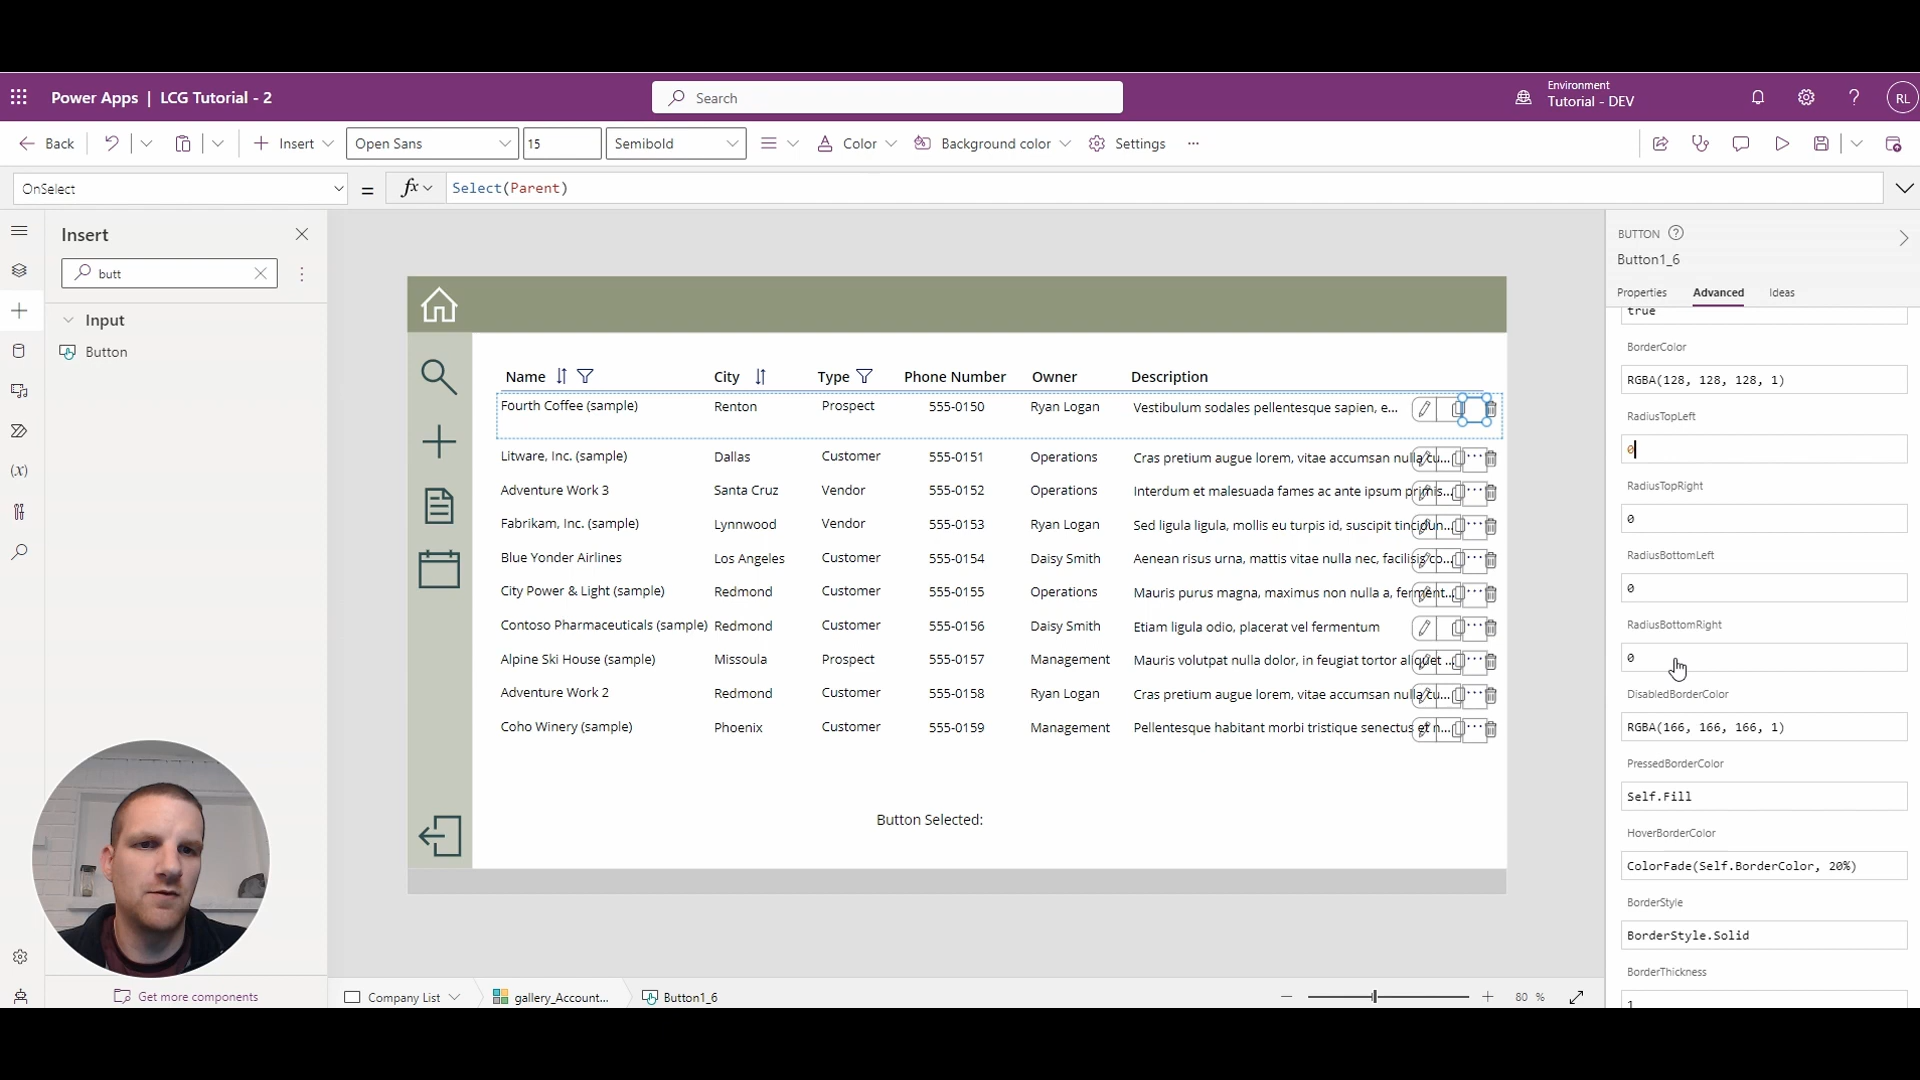 Power Apps | LCG Tutorial - 2
Search
Environment
Tutorial - DEV
RL
Back
Insert
Open Sans
15
Semibold
Color
Background color
Settings
OnSelect
=
fx
Select(Parent)
Insert
butt
Input
Button
Get more components
Name
City
Type
Phone Number
Owner
Description
Fourth Coffee (sample) Renton Prospect 555-0150 Ryan Logan Vestibulum sodales pellentesque sapien, e...
Litware, Inc. (sample) Dallas Customer 555-0151 Operations Cras pretium augue lorem, vitae accumsan nulla cu...
Adventure Work 3 Santa Cruz Vendor 555-0152 Operations Interdum et malesuada fames ac ante ipsum primis...
Fabrikam, Inc. (sample) Lynnwood Vendor 555-0153 Ryan Logan Sed ligula ligula, mollis eu turpis id, suscipit tincidun...
Blue Yonder Airlines Los Angeles Customer 555-0154 Daisy Smith Aenean risus urna, mattis vitae nulla nec, facilisis co...
City Power & Light (sample) Redmond Customer 555-0155 Operations Mauris purus magna, maximus non nulla a, ferment...
Contoso Pharmaceuticals (sample) Redmond Customer 555-0156 Daisy Smith Etiam ligula odio, placerat vel fermentum
Alpine Ski House (sample) Missoula Prospect 555-0157 Management Mauris volutpat nulla dolor, in feugiat tortor aliquet ...
Adventure Work 2 Redmond Customer 555-0158 Ryan Logan Cras pretium augue lorem, vitae accumsan nulla cu...
Coho Winery (sample) Phoenix Customer 555-0159 Management Pellentesque habitant morbi tristique senectus et n...
Button Selected:
Company List
gallery_Account...
Button1_6
80 %
BUTTON
Button1_6
Properties
Advanced
Ideas
true
BorderColor
RGBA(128, 128, 128, 1)
RadiusTopLeft
0
RadiusTopRight
0
RadiusBottomLeft
0
RadiusBottomRight
0
DisabledBorderColor
RGBA(166, 166, 166, 1)
PressedBorderColor
Self.Fill
HoverBorderColor
ColorFade(Self.BorderColor, 20%)
BorderStyle
BorderStyle.Solid
BorderThickness
1